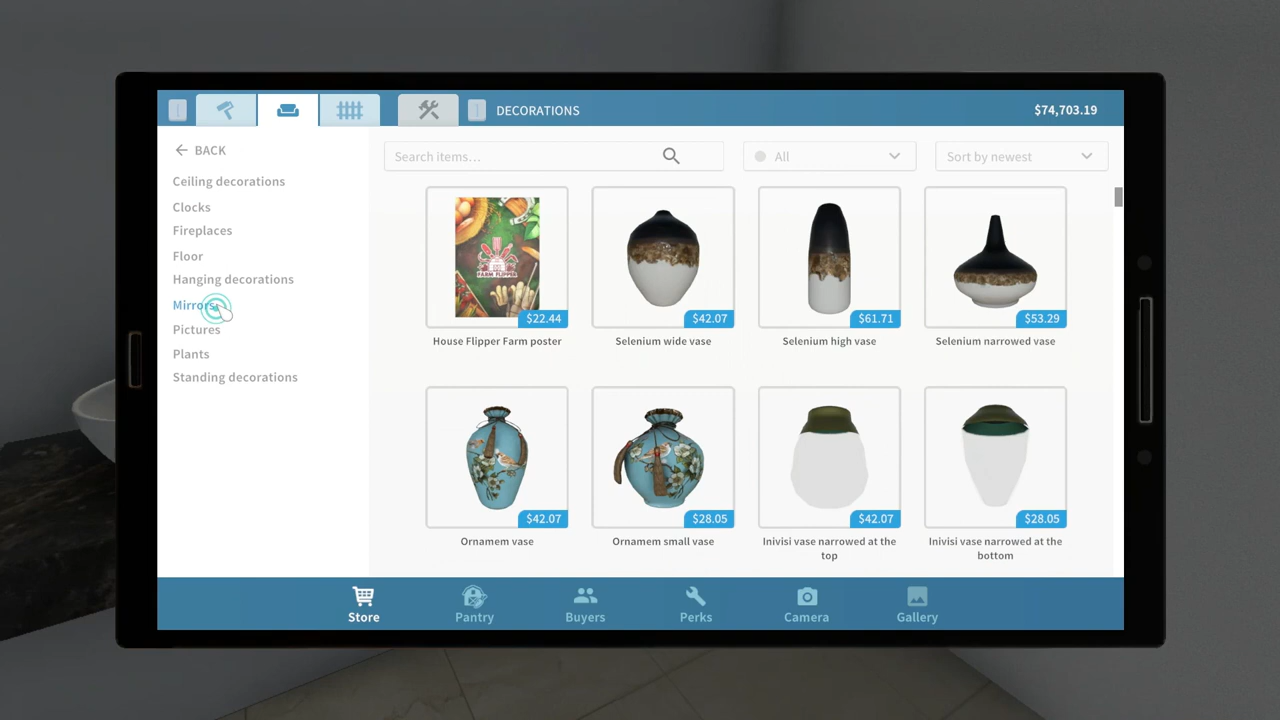 DECORATIONS
$74,703.19
BACK
Search items...
All
Sort by newest
Ceiling decorations
Clocks
Fireplaces
Floor
Hanging decorations
Mirrors
Pictures
Plants
Standing decorations
FARM FLIPPER
$22.44
$42.07
$61.71
$53.29
House Flipper Farm poster
Selenium wide vase
Selenium high vase
Selenium narrowed vase
$42.07
$28.05
$42.07
$28.05
Ornamem vase
Ornamem small vase
Inivisi vase narrowed at the
top
Inivisi vase narrowed at the
bottom
Store
Pantry
Buyers
Perks
Camera
Gallery